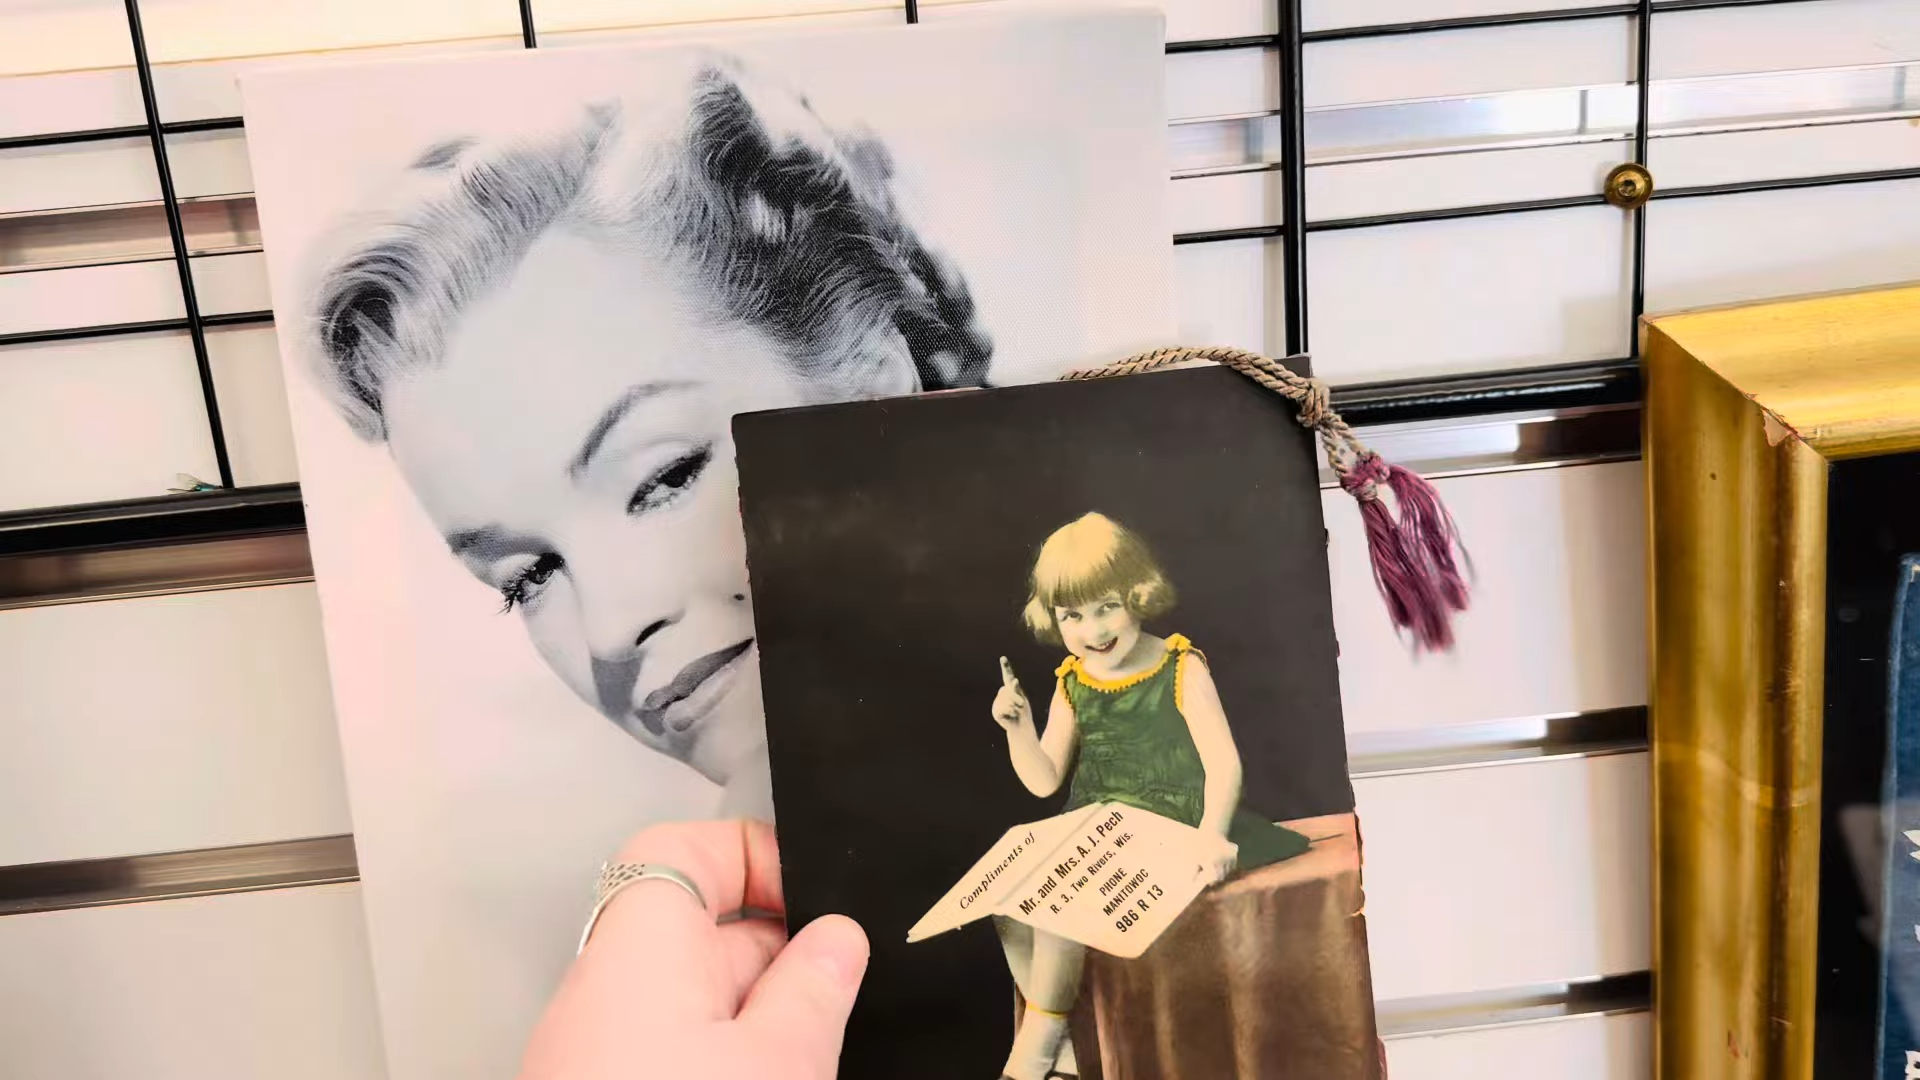 Compliments of
Mr. and Mrs. A. J. Pech
R. 3, Two Rivers, Wis.
PHONE
MANITOWOC
986 R 13